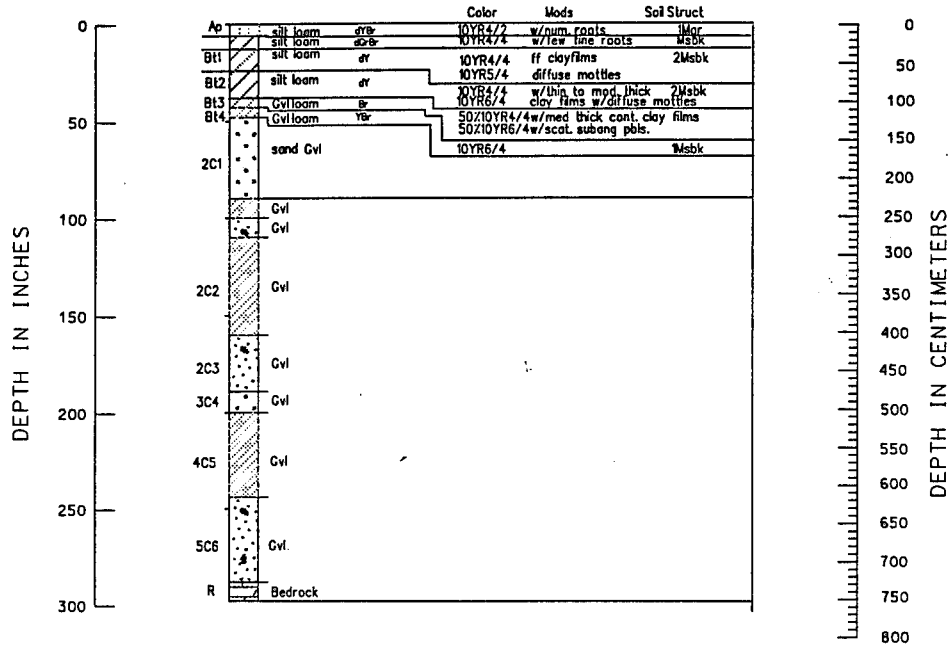 Color Mods Soil Struct
0 Ap silt loam dYBr 10YR4/2 w/num. roots 1Mgr 0
silt loam dGrBr 10YR4/4 w/few fine roots Msbk
Bt1 silt loam dY 10YR4/4 ff clayfilms 2Msbk 50
10YR5/4 diffuse mottles
Bt2 silt loam dY 10YR4/4 w/thin to mod. thick 2Msbk
Bt3 Gvl loam Br 10YR6/4 clay films w/diffuse mottles 100
Bt4 Gvl loam YBr 50%10YR4/4 w/med thick cont. clay films
50 50%10YR6/4 w/scat. subang pbls.
sand Gvl 10YR6/4 1Msbk 150
2C1
200
Gvl
100 Gvl 250
300
2C2 Gvl
350
150
400
2C3 Gvl
450
3C4 Gvl
200 500
550
4C5 Gvl
600
250 650
5C6 Gvl.
700
R Bedrock
300 750
800
DEPTH IN INCHES
DEPTH IN CENTIMETERS